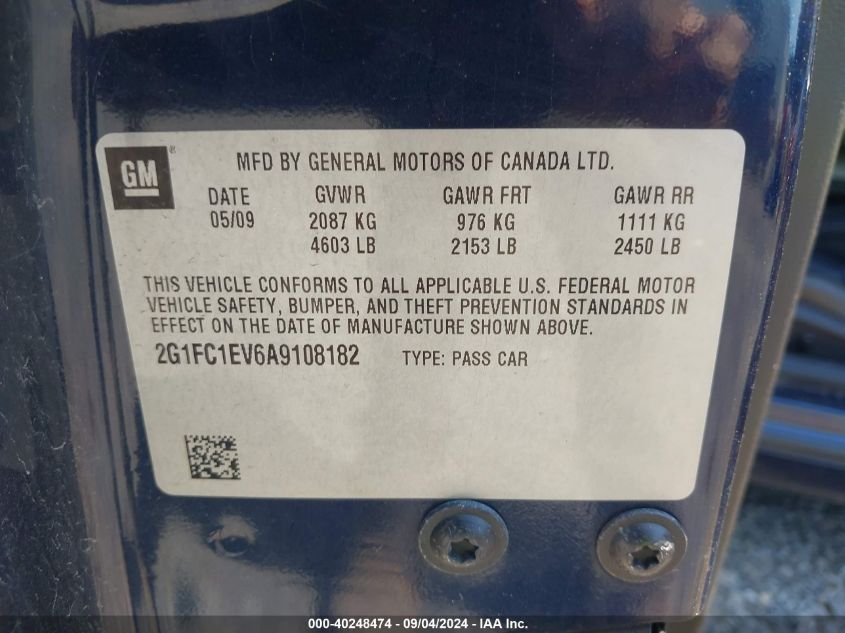 GM ®
MFD BY GENERAL MOTORS OF CANADA LTD.
DATE GVWR GAWR FRT GAWR RR
05/09 2087 KG 976 KG 1111 KG
4603 LB 2153 LB 2450 LB
THIS VEHICLE CONFORMS TO ALL APPLICABLE U.S. FEDERAL MOTOR
VEHICLE SAFETY, BUMPER, AND THEFT PREVENTION STANDARDS IN
EFFECT ON THE DATE OF MANUFACTURE SHOWN ABOVE.
2G1FC1EV6A9108182 TYPE: PASS CAR
000-40248474 - 09/04/2024 - IAA Inc.